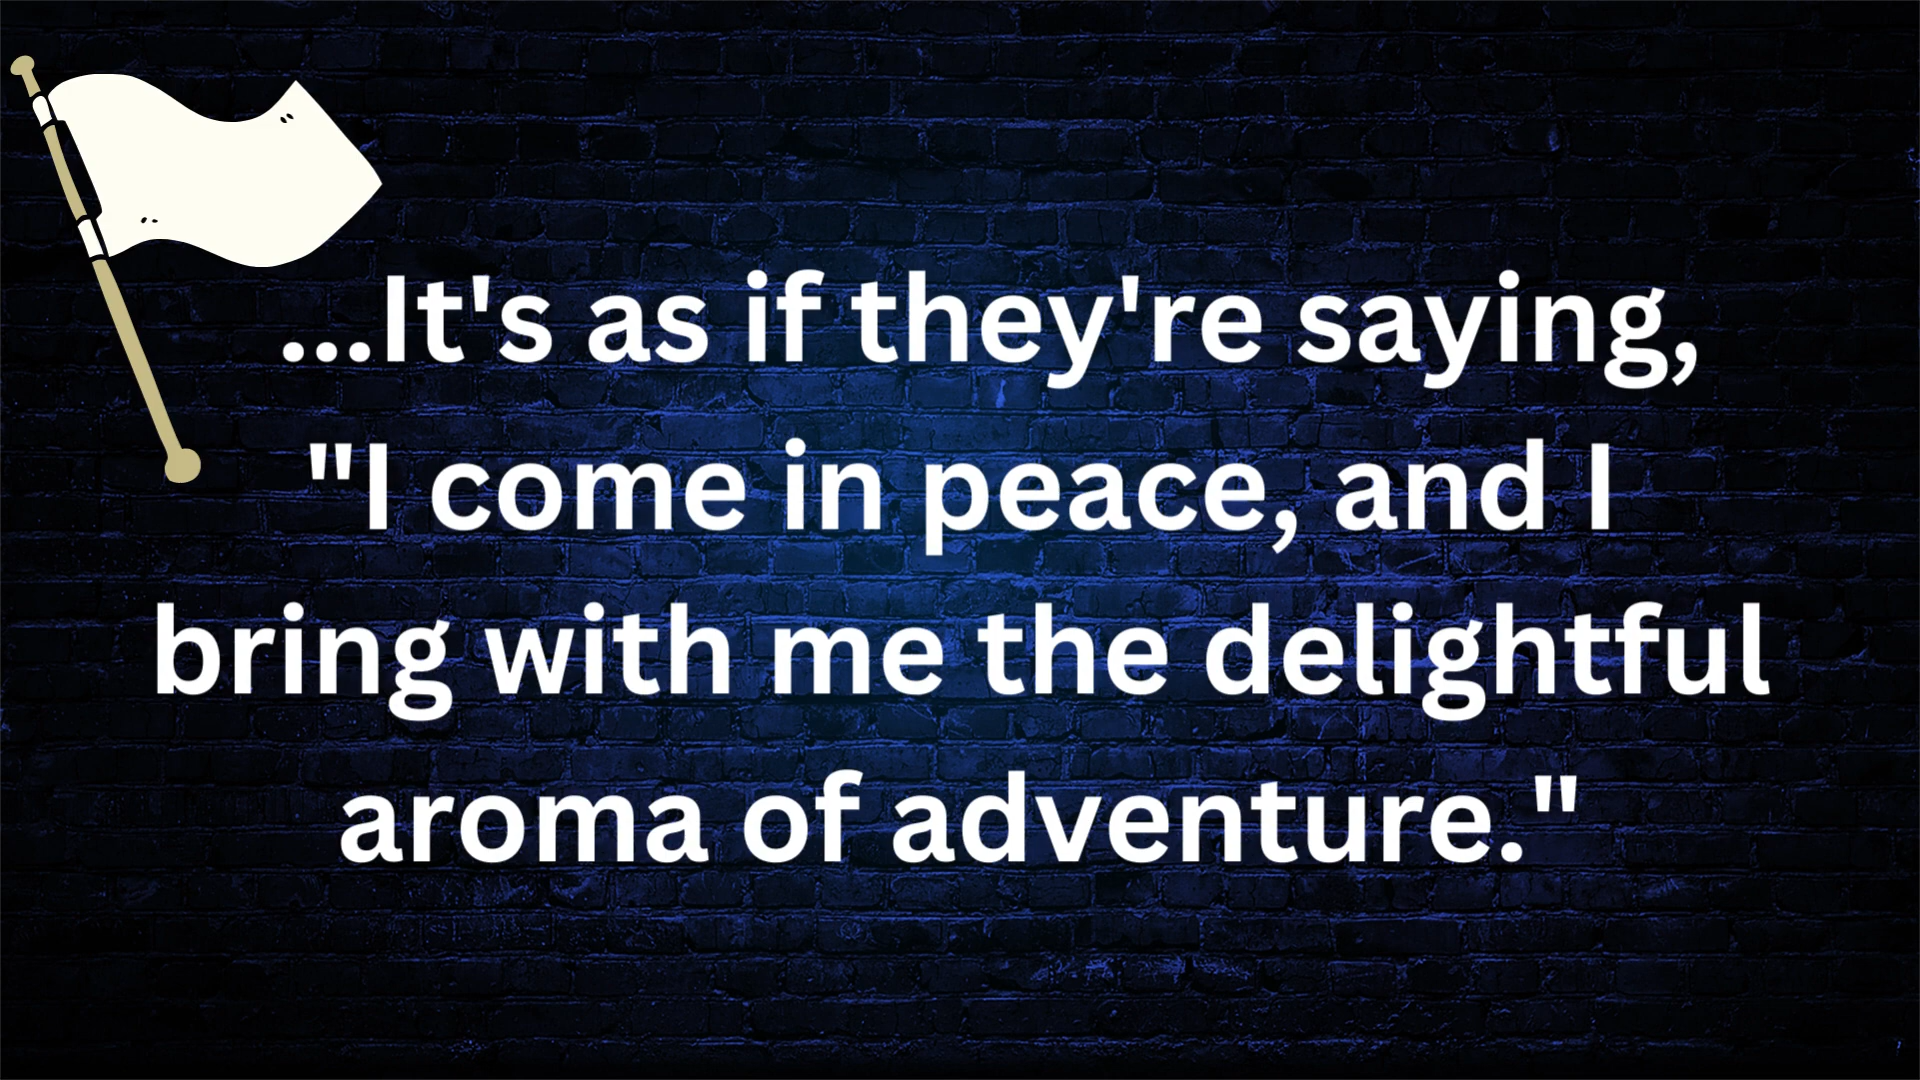 ...It's as if they're saying,
"I come in peace, and I
bring with me the delightful
aroma of adventure."